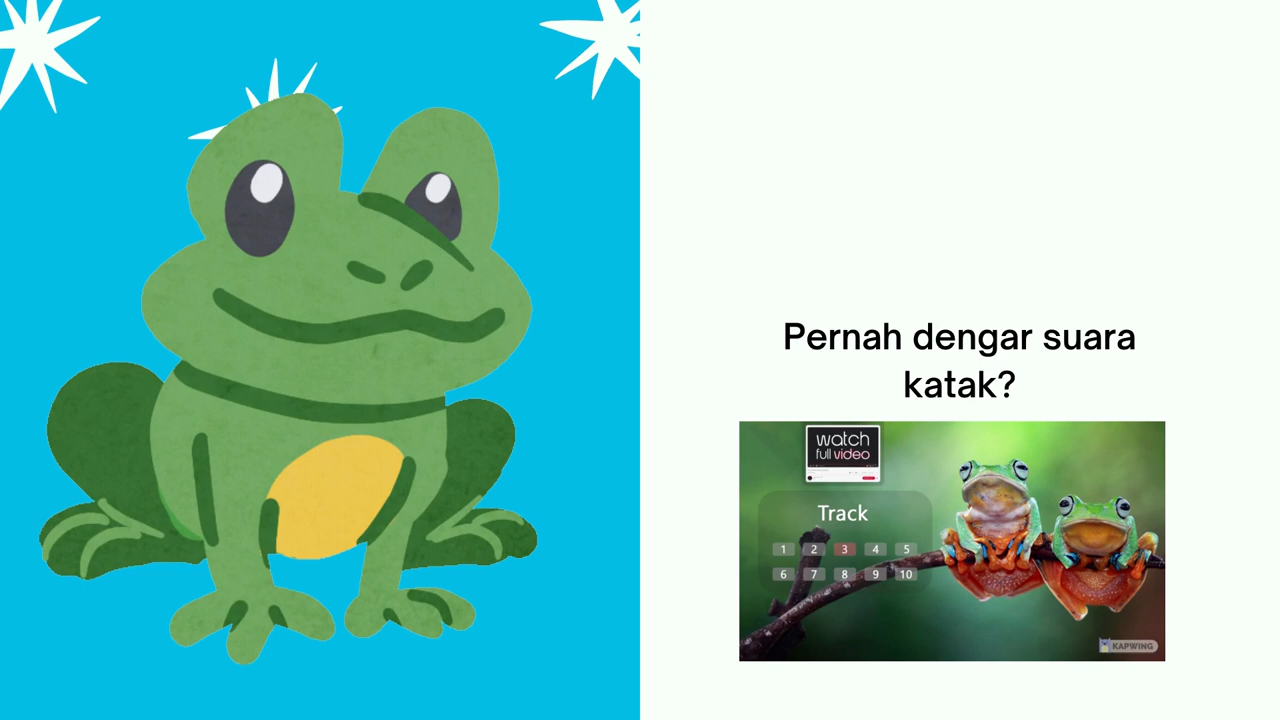 Pernah dengar suara
katak?
watch
full video
Track
1 2 3 4 5
6 7 8 9 10
KAPWING